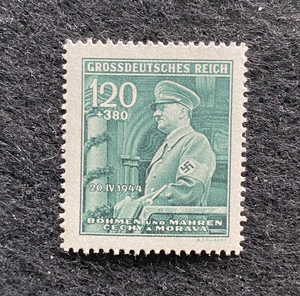 GROSSDEUTSCHES REICH
120
+380
20.IV.1944
BÖHMEN UND MÄHREN
ČECHY A MORAVA